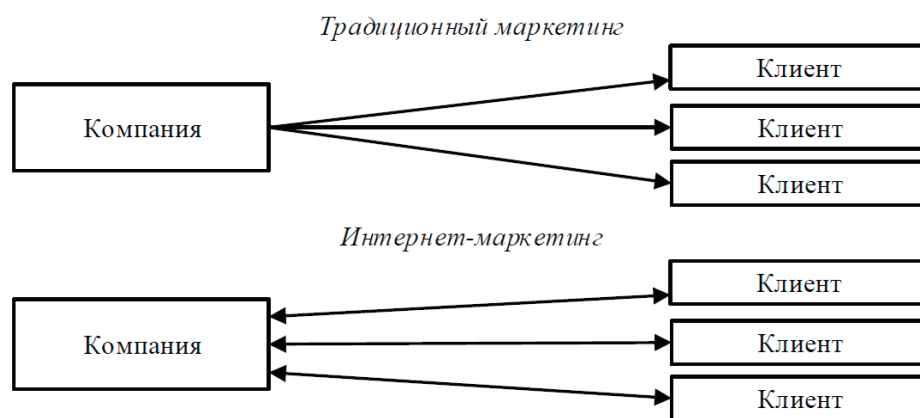 Традиционный маркетинг
Клиент
Компания
Клиент
Клиент
Интернет-маркетинг
Клиент
Компания
Клиент
Клиент